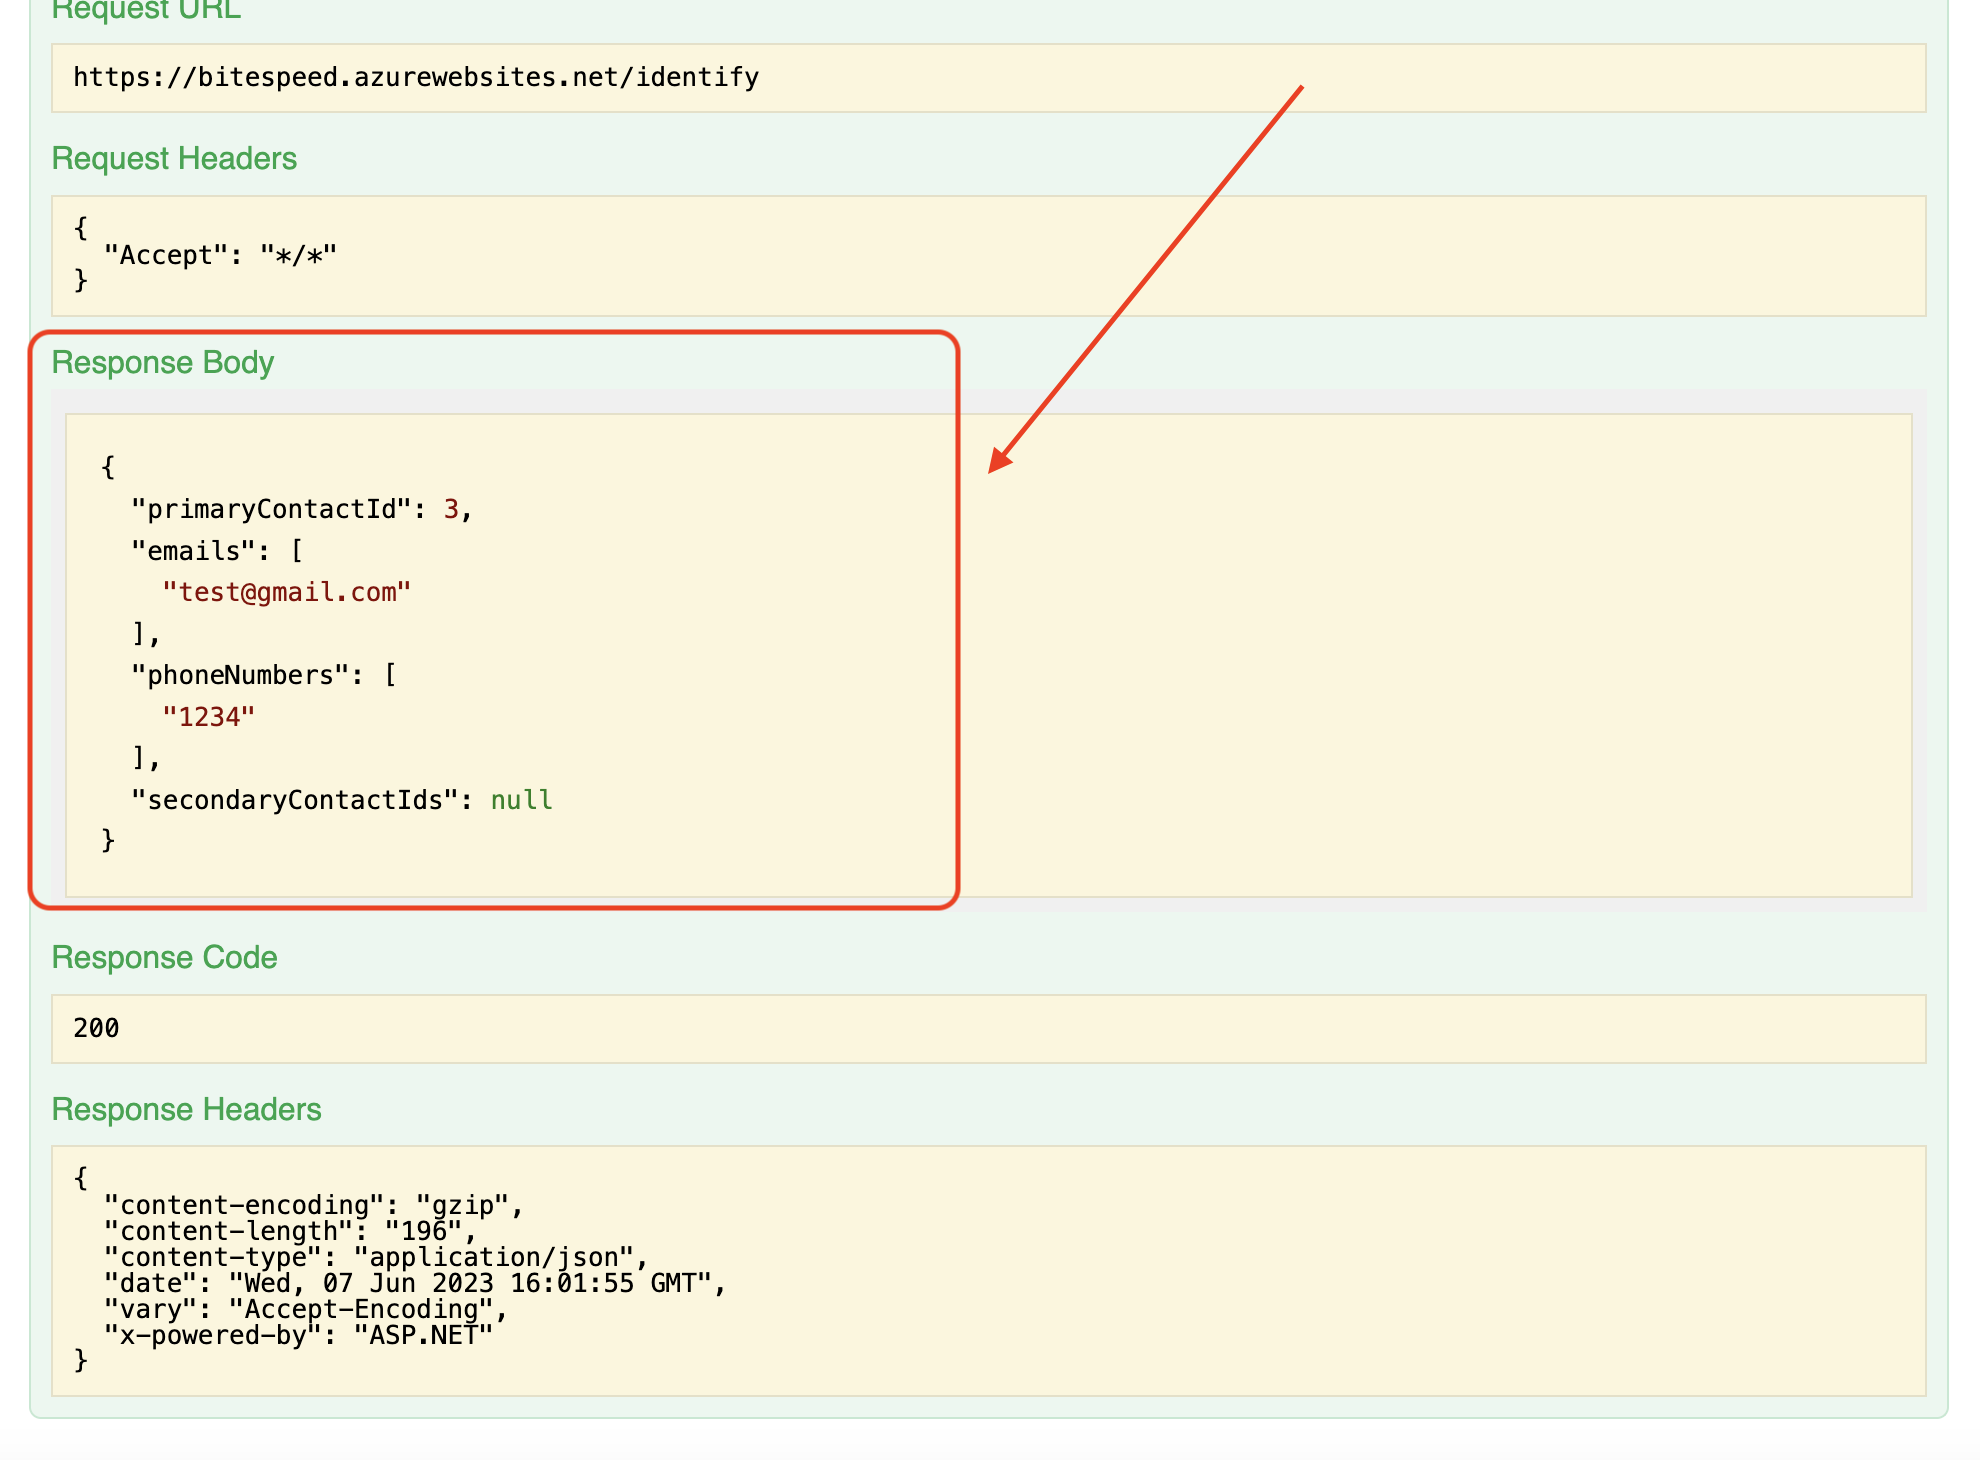 Request URL
https://bitespeed.azurewebsites.net/identify
Request Headers
{
  "Accept": "*/*"
}
Response Body
{
  "primaryContactId": 3,
  "emails": [
    "test@gmail.com"
  ],
  "phoneNumbers": [
    "1234"
  ],
  "secondaryContactIds": null
}
Response Code
200
Response Headers
{
  "content-encoding": "gzip",
  "content-length": "196",
  "content-type": "application/json",
  "date": "Wed, 07 Jun 2023 16:01:55 GMT",
  "vary": "Accept-Encoding",
  "x-powered-by": "ASP.NET"
}